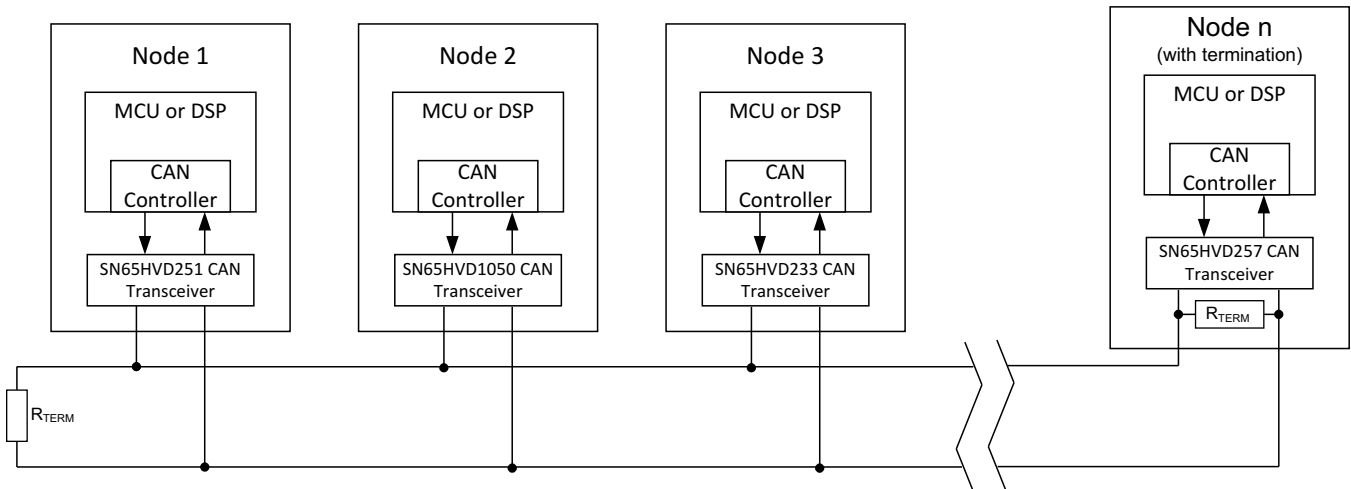 Node 1
MCU or DSP
CAN
Controller
SN65HVD251 CAN
Transceiver
Node 2
MCU or DSP
CAN
Controller
SN65HVD1050 CAN
Transceiver
Node 3
MCU or DSP
CAN
Controller
SN65HVD233 CAN
Transceiver
Node n
(with termination)
MCU or DSP
CAN
Controller
SN65HVD257 CAN
Transceiver
RTERM
RTERM